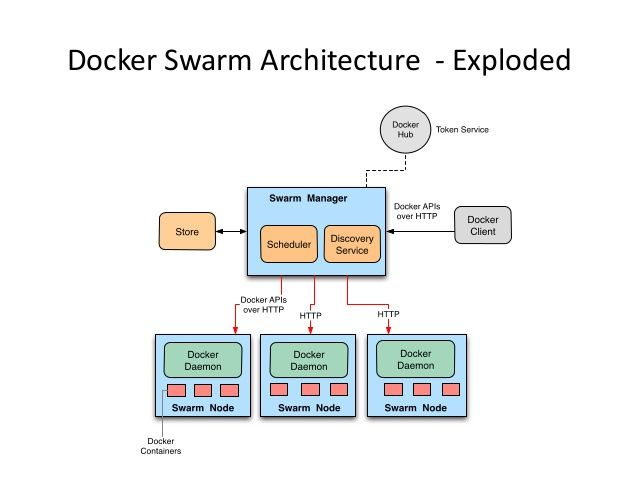 Docker Swarm Architecture - Exploded
Docker
Hub
Token Service
Swarm Manager
Docker APIs
over HTTP
Store
Scheduler
Discovery
Service
Docker
Client
Docker APIs
over HTTP
HTTP
HTTP
Docker
Daemon
Docker
Daemon
Docker
Daemon
Swarm Node
Swarm Node
Swarm Node
Docker
Containers